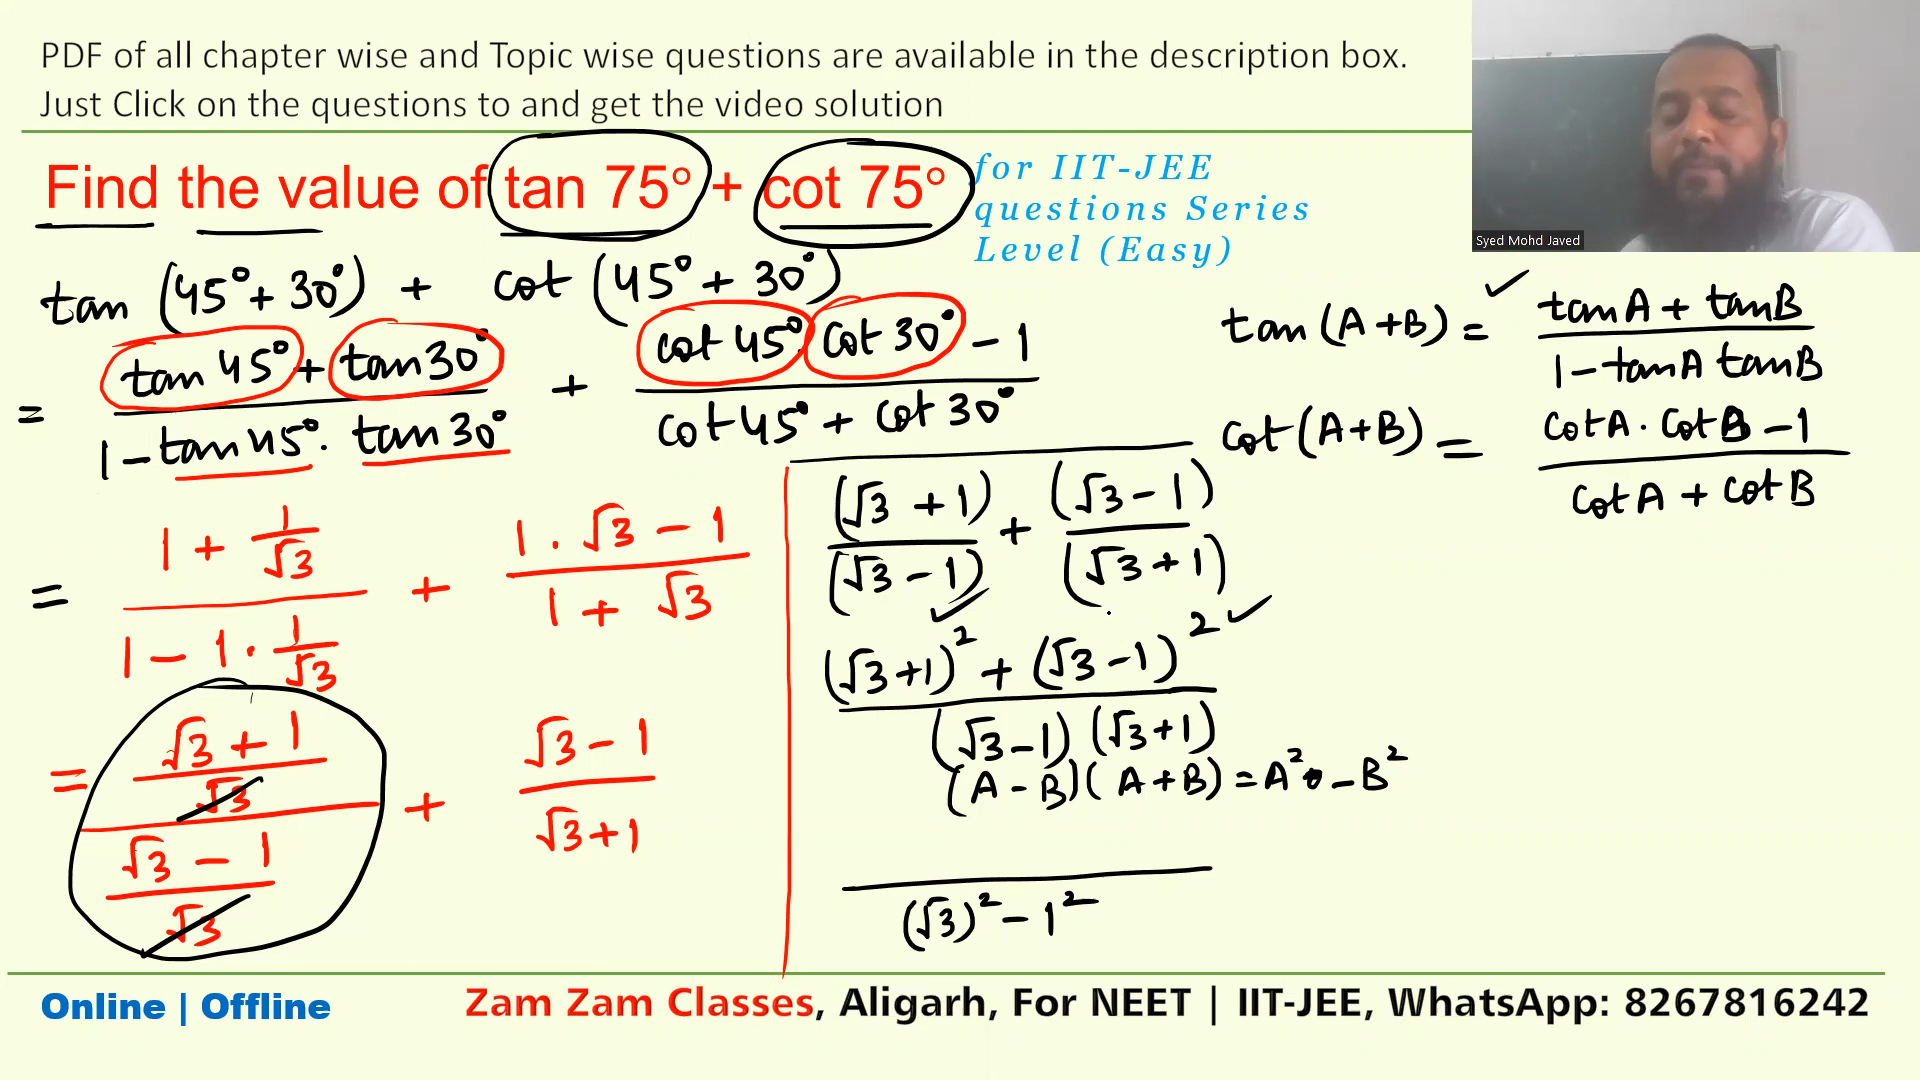 PDF of all chapter wise and Topic wise questions are available in the description box.
Just Click on the questions to and get the video solution
Find the value of tan 75° + cot 75°
for IIT-JEE
questions Series
Level (Easy)
Syed Mohd Javed
tan (45° + 30°) + cot (45° + 30°)
= (tan 45° + tan 30°) / (1 - tan 45° . tan 30°) + (cot 45° . cot 30° - 1) / (cot 45° + cot 30°)
= (1 + 1/√3) / (1 - 1 . 1/√3) + (1 . √3 - 1) / (1 + √3)
= ((√3 + 1)/√3) / ((√3 - 1)/√3) + (√3 - 1) / (√3 + 1)
(√3 + 1) / (√3 - 1) + (√3 - 1) / (√3 + 1)
(√3 + 1)² + (√3 - 1)² / (√3 - 1) (√3 + 1)
(A - B) (A + B) = A² - B²
(√3)² - 1²
tan (A + B) = (tan A + tan B) / (1 - tan A tan B)
cot (A + B) = (cot A . cot B - 1) / (cot A + cot B)
Online | Offline
Zam Zam Classes, Aligarh, For NEET | IIT-JEE, WhatsApp: 8267816242